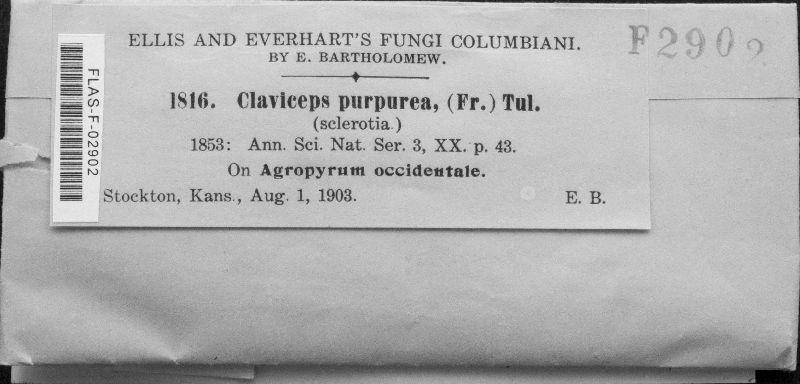 ELLIS AND EVERHART'S FUNGI COLUMBIANI.
BY E. BARTHOLOMEW.
F2902
FLAS-F-02902
1816. Claviceps purpurea, (Fr.) Tul.
(sclerotia.)
1853: Ann. Sci. Nat. Ser. 3, XX. p. 43.
On Agropyrum occidentale.
Stockton, Kans., Aug. 1, 1903. E. B.